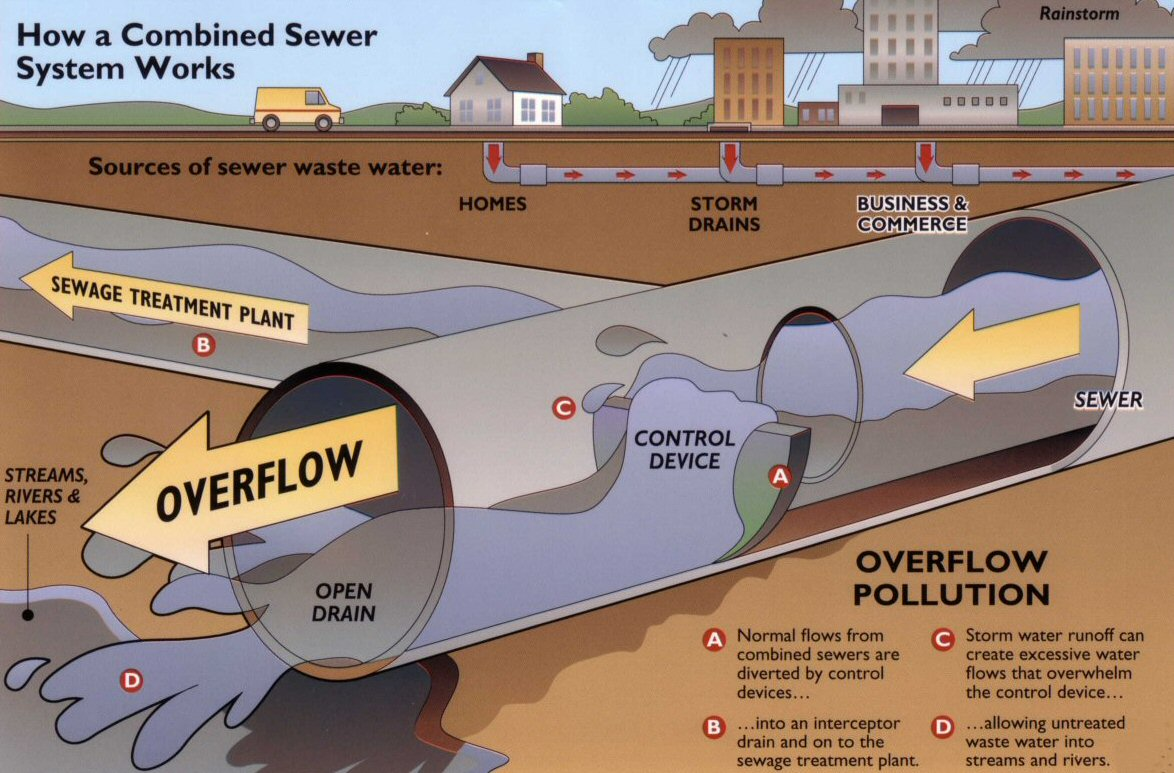 How a Combined Sewer
System Works
Rainstorm
Sources of sewer waste water:
HOMES
STORM
DRAINS
BUSINESS &
COMMERCE
SEWAGE TREATMENT PLANT
B
SEWER
C
CONTROL
DEVICE
A
OVERFLOW
STREAMS,
RIVERS &
LAKES
OPEN
DRAIN
D
OVERFLOW
POLLUTION
A Normal flows from
combined sewers are
diverted by control
devices...
B ...into an interceptor
drain and on to the
sewage treatment plant.
C Storm water runoff can
create excessive water
flows that overwhelm
the control device...
D ...allowing untreated
waste water into
streams and rivers.